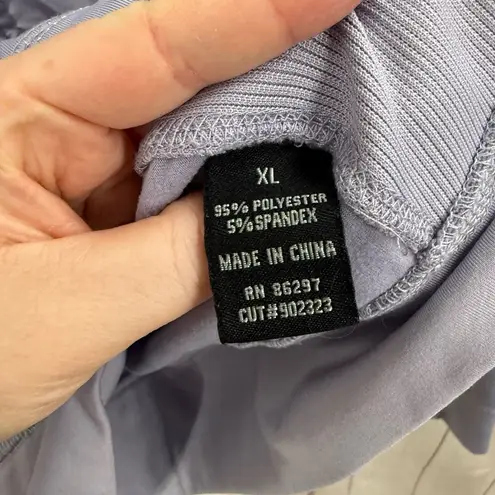 XL
95% POLYESTER
5% SPANDEX
MADE IN CHINA
RN 86297
CUT#902323